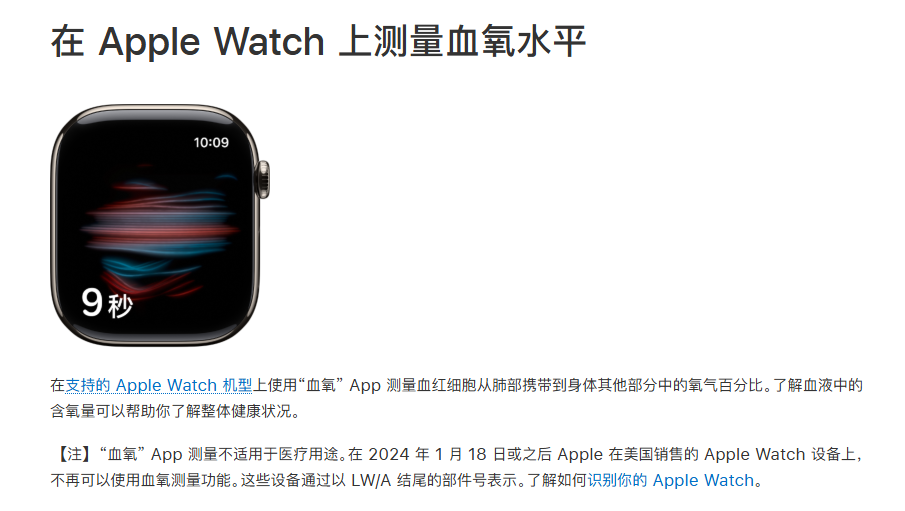 在 Apple Watch 上测量血氧水平
10:09
9秒
在支持的 Apple Watch 机型上使用“血氧” App 测量血红细胞从肺部携带到身体其他部分中的氧气百分比。了解血液中的
含氧量可以帮助你了解整体健康状况。
【注】“血氧” App 测量不适用于医疗用途。在 2024 年 1 月 18 日或之后 Apple 在美国销售的 Apple Watch 设备上，
不再可以使用血氧测量功能。这些设备通过以 LW/A 结尾的部件号表示。了解如何识别你的 Apple Watch。